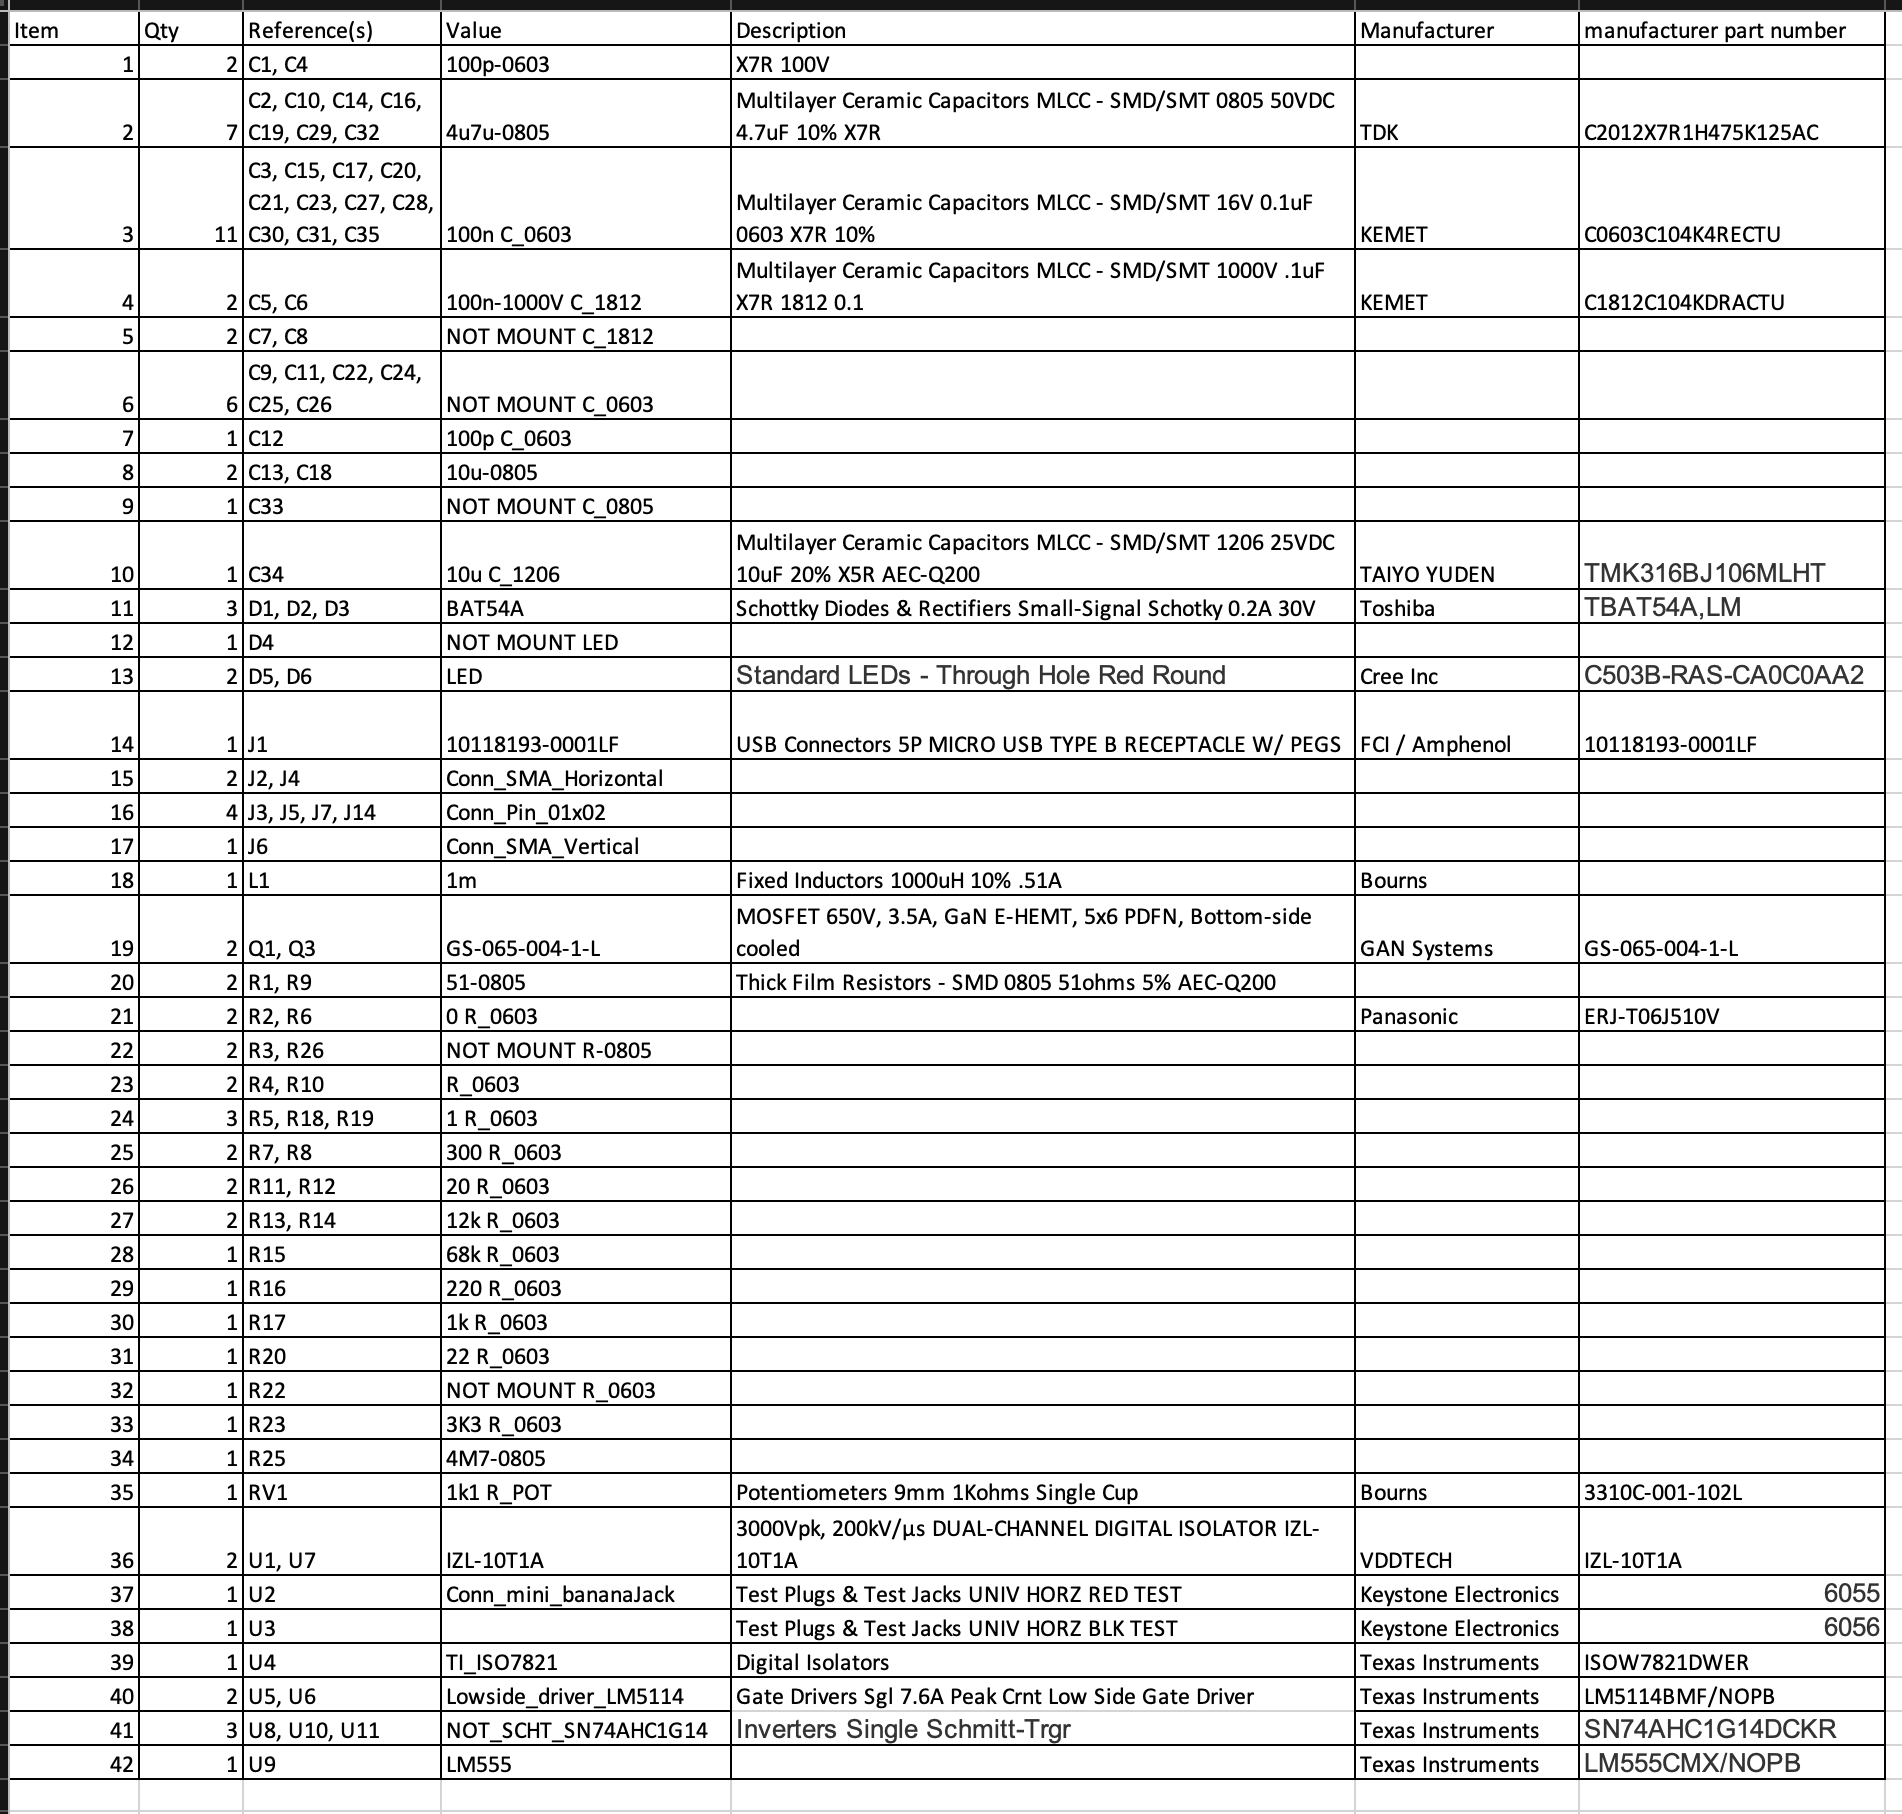 Item Qty Reference(s) Value Description Manufacturer manufacturer part number
1 2 C1, C4 100p-0603 X7R 100V
C2, C10, C14, C16, Multilayer Ceramic Capacitors MLCC - SMD/SMT 0805 50VDC
2 7 C19, C29, C32 4u7u-0805 4.7uF 10% X7R TDK C2012X7R1H475K125AC
C3, C15, C17, C20,
C21, C23, C27, C28, Multilayer Ceramic Capacitors MLCC - SMD/SMT 16V 0.1uF
3 11 C30, C31, C35 100n C_0603 0603 X7R 10% KEMET C0603C104K4RECTU
Multilayer Ceramic Capacitors MLCC - SMD/SMT 1000V .1uF
4 2 C5, C6 100n-1000V C_1812 X7R 1812 0.1 KEMET C1812C104KDRACTU
5 2 C7, C8 NOT MOUNT C_1812
C9, C11, C22, C24,
6 6 C25, C26 NOT MOUNT C_0603
7 1 C12 100p C_0603
8 2 C13, C18 10u-0805
9 1 C33 NOT MOUNT C_0805
Multilayer Ceramic Capacitors MLCC - SMD/SMT 1206 25VDC
10 1 C34 10u C_1206 10uF 20% X5R AEC-Q200 TAIYO YUDEN TMK316BJ106MLHT
11 3 D1, D2, D3 BAT54A Schottky Diodes & Rectifiers Small-Signal Schotky 0.2A 30V Toshiba TBAT54A,LM
12 1 D4 NOT MOUNT LED
13 2 D5, D6 LED Standard LEDs - Through Hole Red Round Cree Inc C503B-RAS-CA0C0AA2
14 1 J1 10118193-0001LF USB Connectors 5P MICRO USB TYPE B RECEPTACLE W/ PEGS FCI / Amphenol 10118193-0001LF
15 2 J2, J4 Conn_SMA_Horizontal
16 4 J3, J5, J7, J14 Conn_Pin_01x02
17 1 J6 Conn_SMA_Vertical
18 1 L1 1m Fixed Inductors 1000uH 10% .51A Bourns
MOSFET 650V, 3.5A, GaN E-HEMT, 5x6 PDFN, Bottom-side
19 2 Q1, Q3 GS-065-004-1-L cooled GAN Systems GS-065-004-1-L
20 2 R1, R9 51-0805 Thick Film Resistors - SMD 0805 51ohms 5% AEC-Q200
21 2 R2, R6 0 R_0603 Panasonic ERJ-T06J510V
22 2 R3, R26 NOT MOUNT R-0805
23 2 R4, R10 R_0603
24 3 R5, R18, R19 1 R_0603
25 2 R7, R8 300 R_0603
26 2 R11, R12 20 R_0603
27 2 R13, R14 12k R_0603
28 1 R15 68k R_0603
29 1 R16 220 R_0603
30 1 R17 1k R_0603
31 1 R20 22 R_0603
32 1 R22 NOT MOUNT R_0603
33 1 R23 3K3 R_0603
34 1 R25 4M7-0805
35 1 RV1 1k1 R_POT Potentiometers 9mm 1Kohms Single Cup Bourns 3310C-001-102L
3000Vpk, 200kV/µs DUAL-CHANNEL DIGITAL ISOLATOR IZL-
36 2 U1, U7 IZL-10T1A 10T1A VDDTECH IZL-10T1A
37 1 U2 Conn_mini_bananaJack Test Plugs & Test Jacks UNIV HORZ RED TEST Keystone Electronics 6055
38 1 U3 Test Plugs & Test Jacks UNIV HORZ BLK TEST Keystone Electronics 6056
39 1 U4 TI_ISO7821 Digital Isolators Texas Instruments ISOW7821DWER
40 2 U5, U6 Lowside_driver_LM5114 Gate Drivers Sgl 7.6A Peak Crnt Low Side Gate Driver Texas Instruments LM5114BMF/NOPB
41 3 U8, U10, U11 NOT_SCHT_SN74AHC1G14 Inverters Single Schmitt-Trgr Texas Instruments SN74AHC1G14DCKR
42 1 U9 LM555 Texas Instruments LM555CMX/NOPB